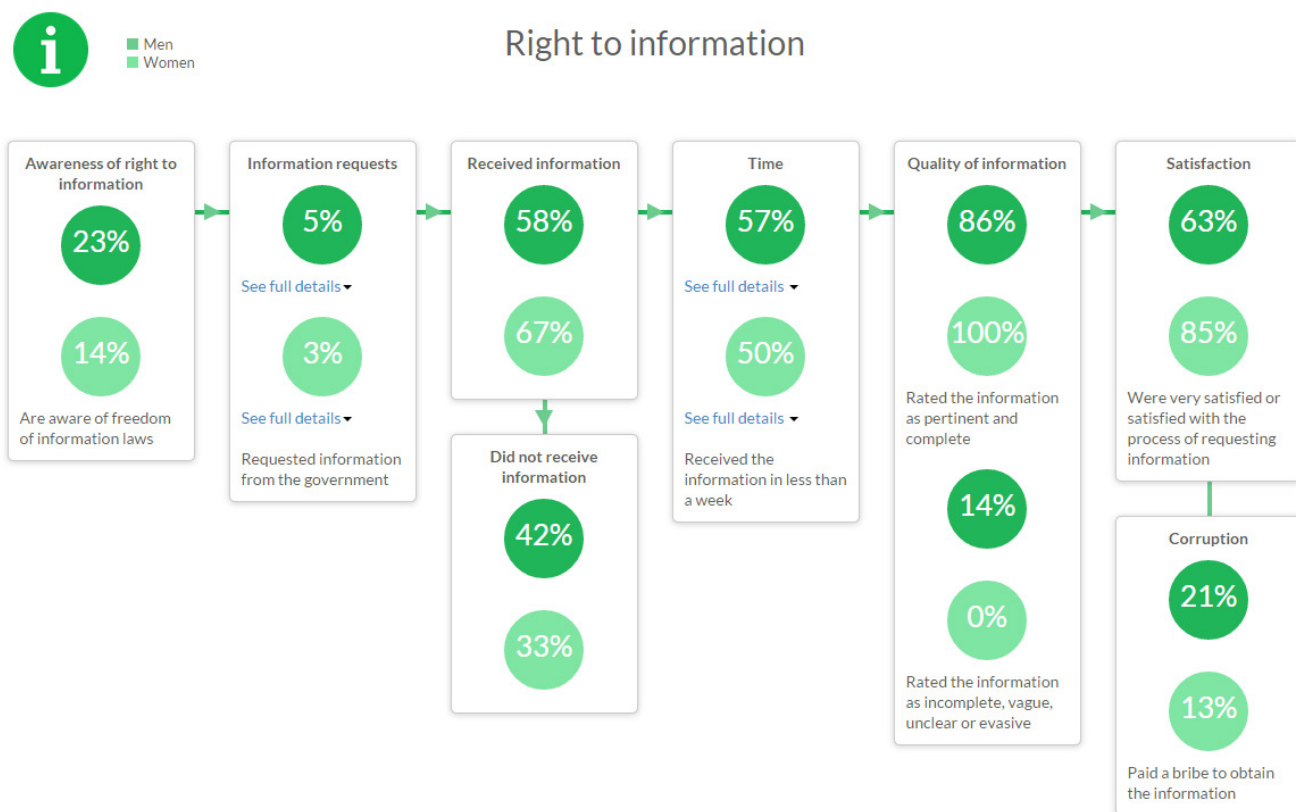 i
Men
Women
Right to information
Awareness of right to
information
23%
14%
Are aware of freedom
of information laws
Information requests
5%
See full details
3%
See full details
Requested information
from the government
Received information
58%
67%
Did not receive
information
42%
33%
Time
57%
See full details
50%
See full details
Received the
information in less than
a week
Quality of information
86%
100%
Rated the information
as pertinent and
complete
14%
0%
Rated the information
as incomplete, vague,
unclear or evasive
Satisfaction
63%
85%
Were very satisfied or
satisfied with the
process of requesting
information
Corruption
21%
13%
Paid a bribe to obtain
the information